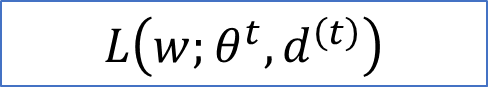 L(w; θ^t, d^(t))